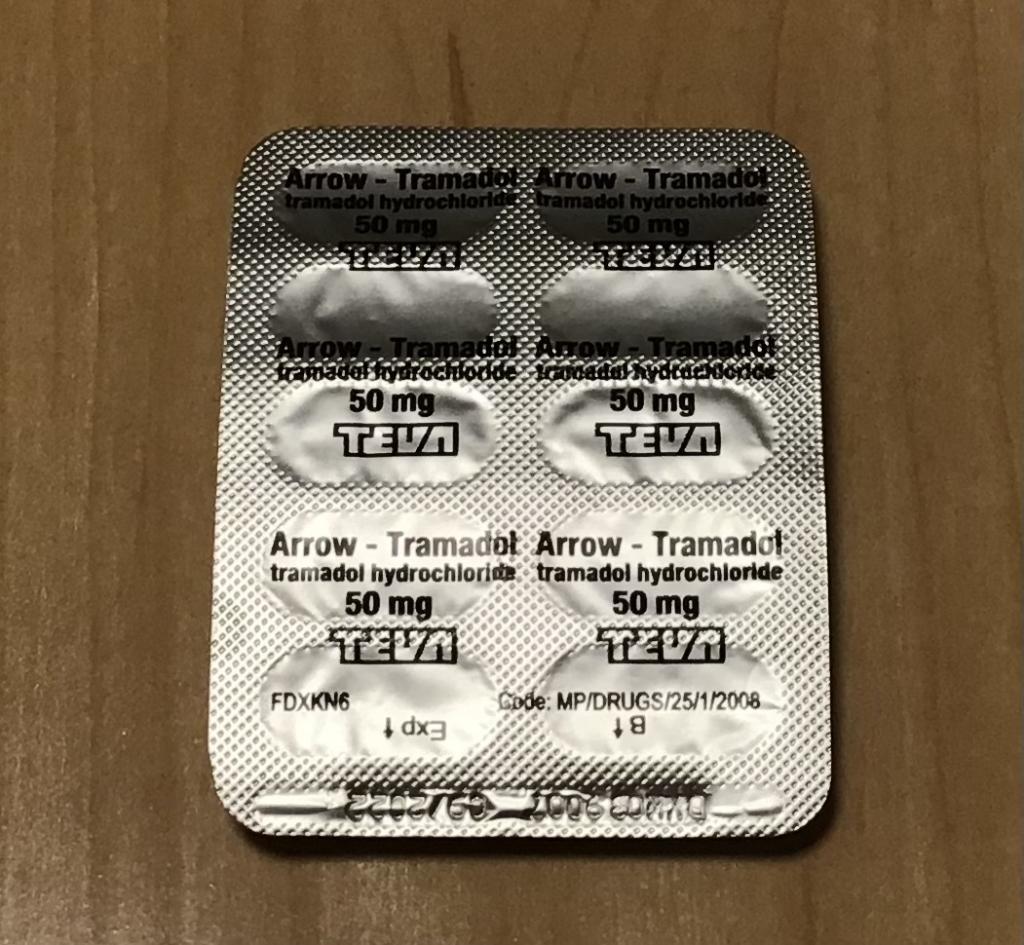 Arrow - Tramadol Arrow - Tramadol
tramadol hydrochloride tramadol hydrochloride
50 mg 50 mg
TEVA TEVA
Arrow - Tramadol Arrow - Tramadol
tramadol hydrochloride tramadol hydrochloride
50 mg 50 mg
TEVA TEVA
Arrow - Tramadol Arrow - Tramadol
tramadol hydrochloride tramadol hydrochloride
50 mg 50 mg
TEVA TEVA
FDXKN6 Code: MP/DRUGS/25/1/2008
Exp ↑↓ B↑↓
09/2022